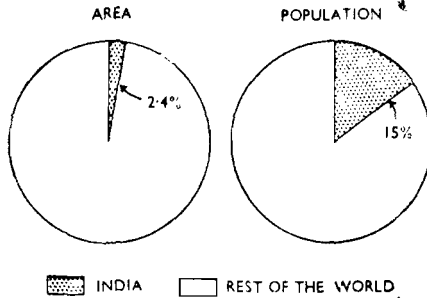 AREA
POPULATION
2·4%
15%
INDIA
REST OF THE WORLD